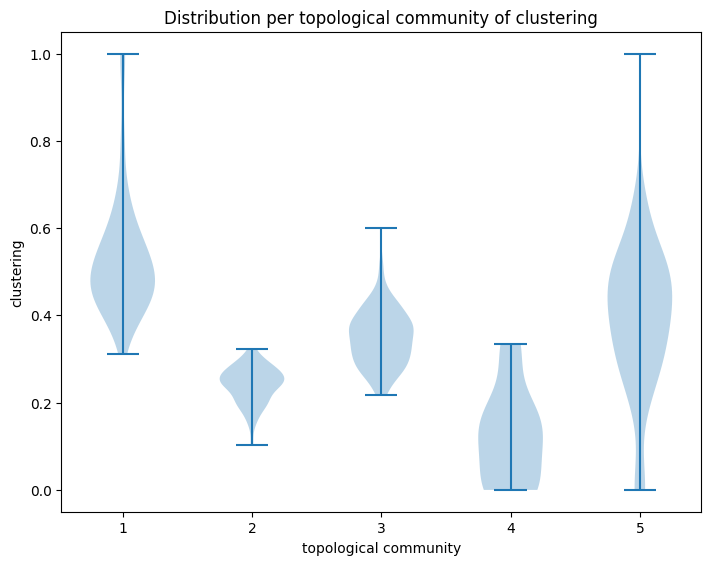 Distribution per topological community of clustering
clustering
1.0
0.8
0.6
0.4
0.2
0.0
1 2 3 4 5
topological community